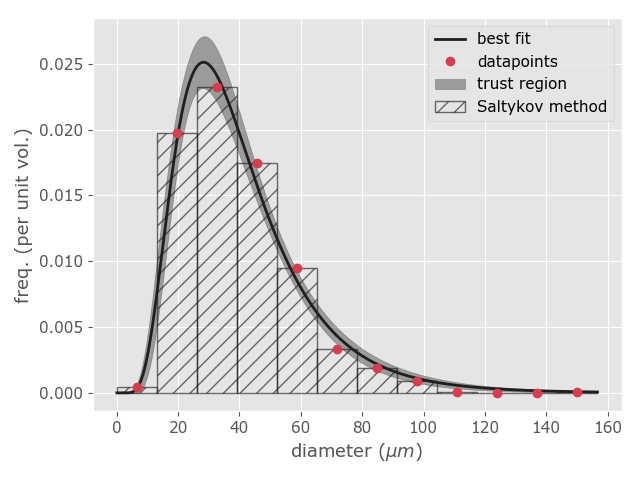 best fit
datapoints
trust region
Saltykov method
0.025
0.020
0.015
0.010
0.005
0.000
freq. (per unit vol.)
0 20 40 60 80 100 120 140 160
diameter (μm)